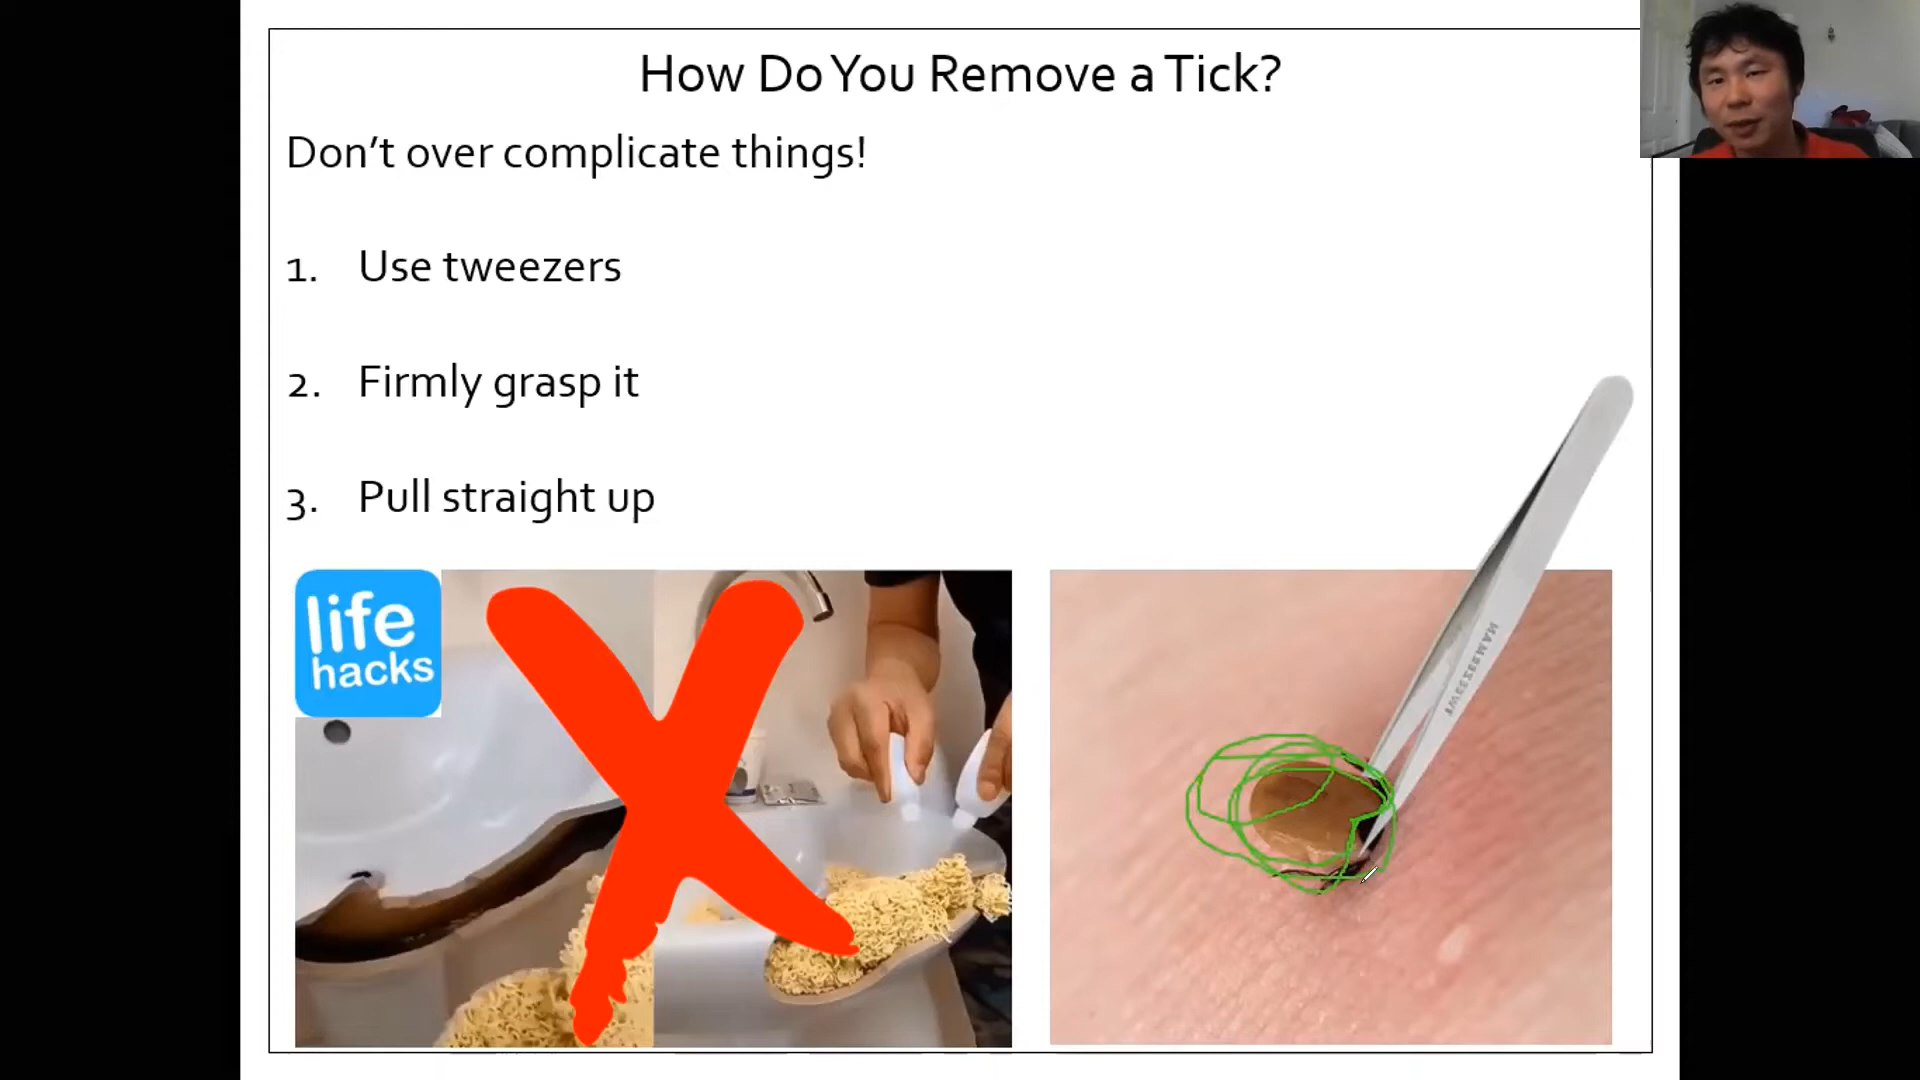 How Do You Remove a Tick?
Don't over complicate things!
1. Use tweezers
2. Firmly grasp it
3. Pull straight up
life
hacks
TWEEZERMAN